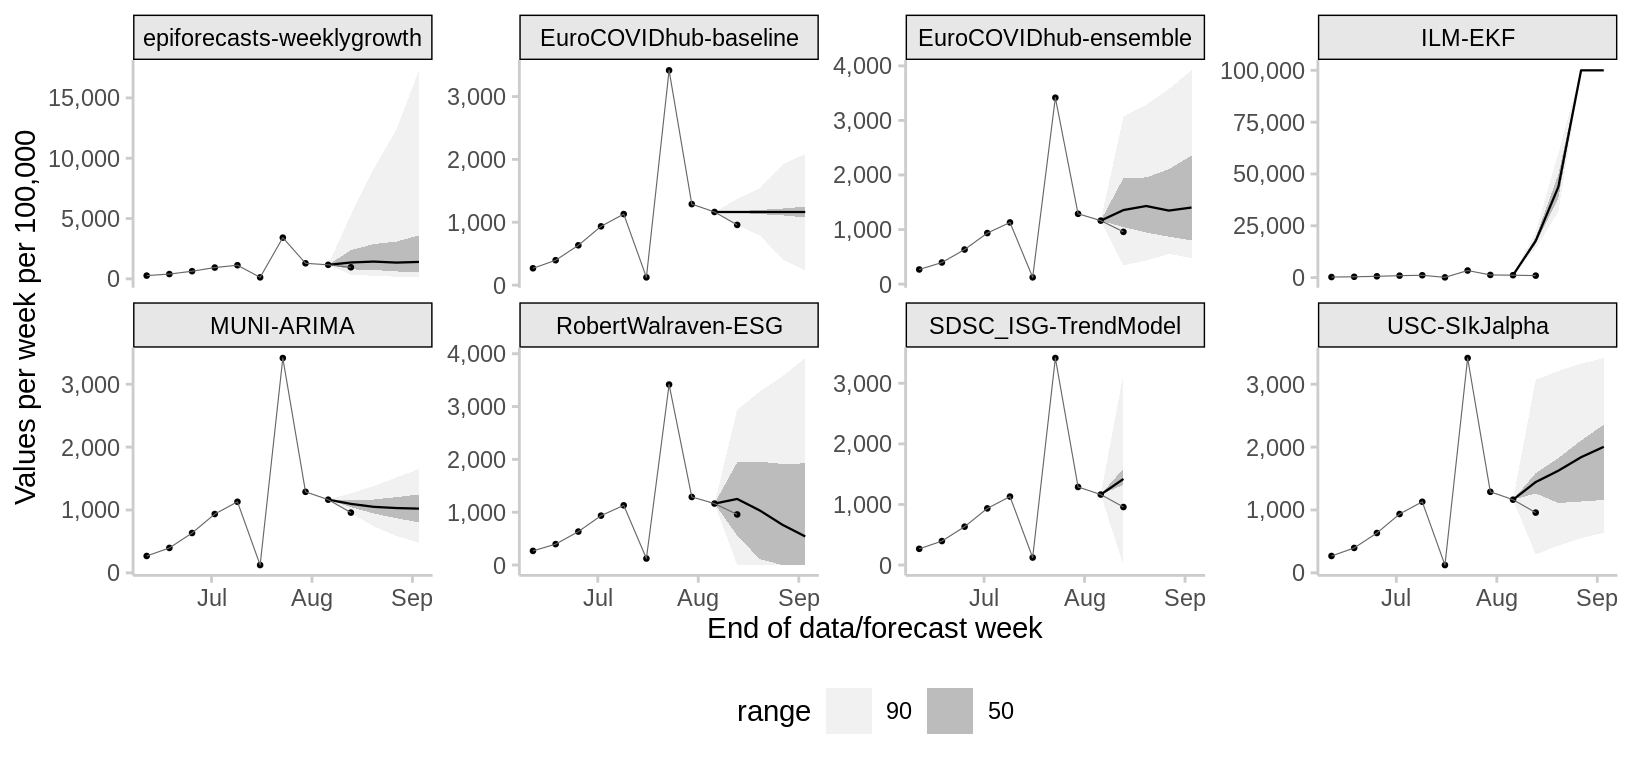 epiforecasts-weeklygrowth
EuroCOVIDhub-baseline
EuroCOVIDhub-ensemble
ILM-EKF
15,000
10,000
5,000
0
3,000
2,000
1,000
0
4,000
3,000
2,000
1,000
0
100,000
75,000
50,000
25,000
0
Values per week per 100,000
MUNI-ARIMA
RobertWalraven-ESG
SDSC_ISG-TrendModel
USC-SIkJalpha
3,000
2,000
1,000
0
4,000
3,000
2,000
1,000
0
3,000
2,000
1,000
0
3,000
2,000
1,000
0
Jul Aug Sep
Jul Aug Sep
Jul Aug Sep
Jul Aug Sep
End of data/forecast week
range 90 50